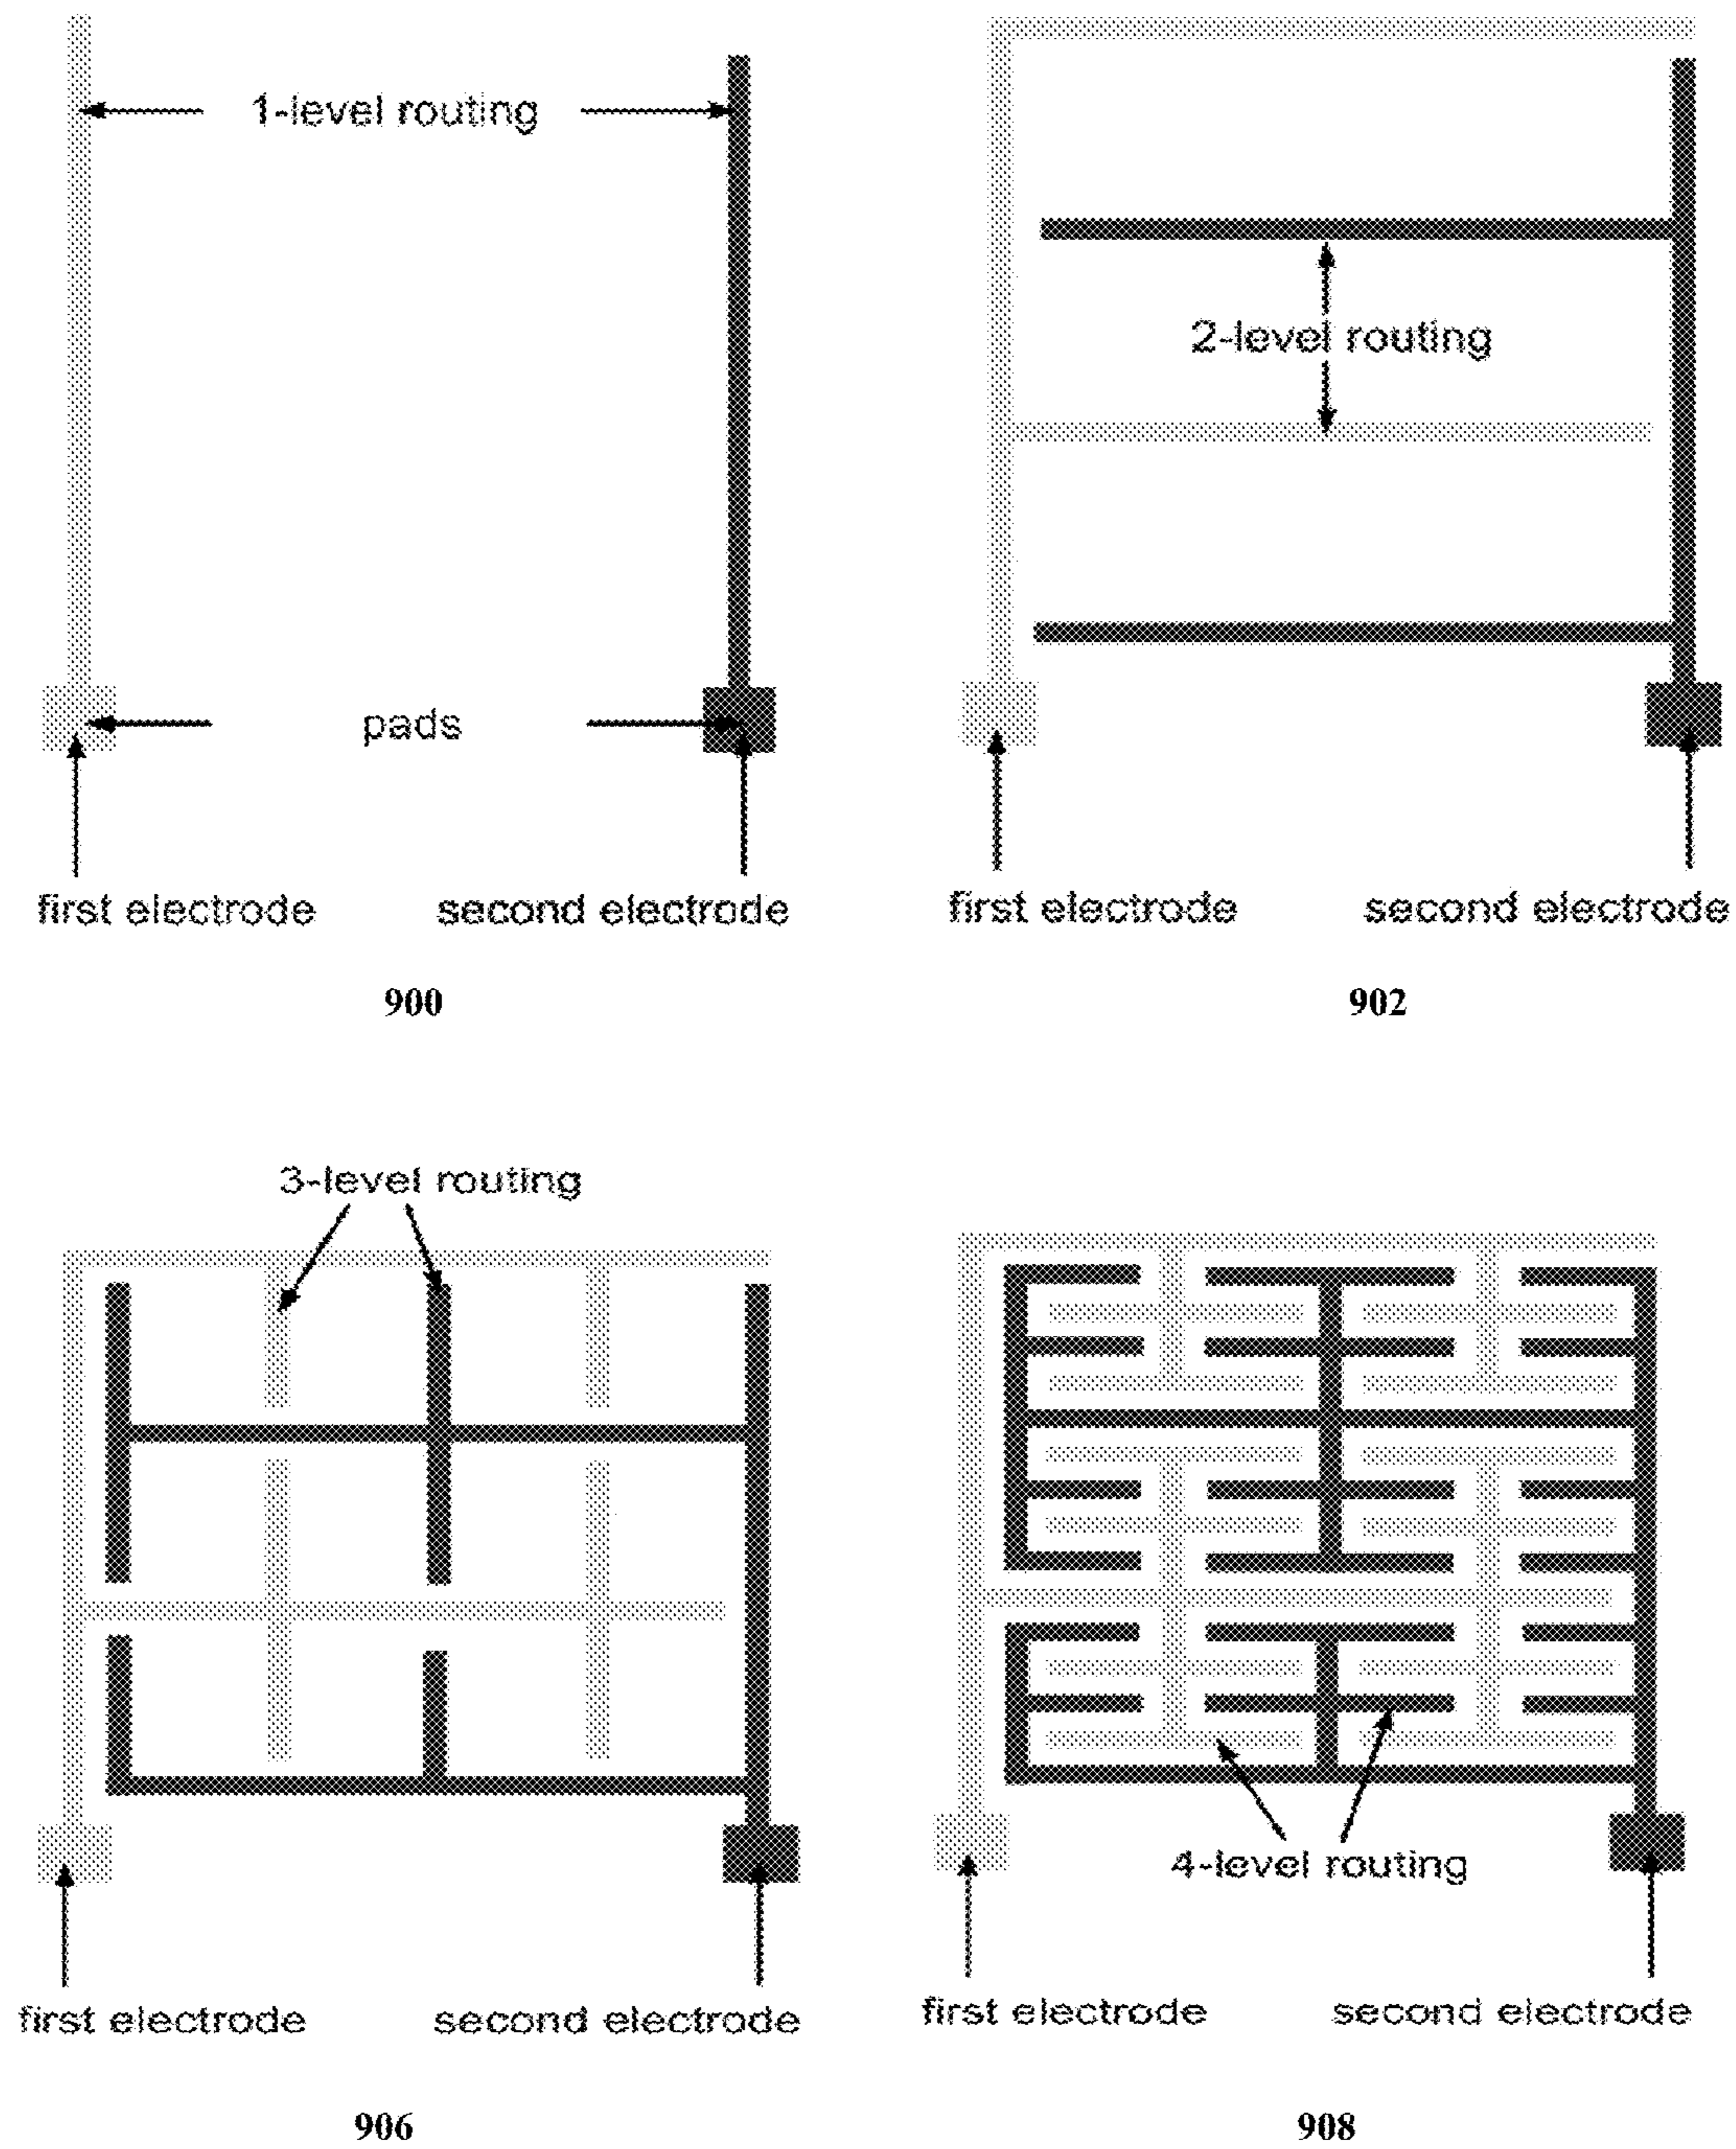 1-level routing
pads
first electrode
second electrode
900
2-level routing
first electrode
second electrode
902
3-level routing
first electrode
second electrode
906
4-level routing
first electrode
second electrode
908